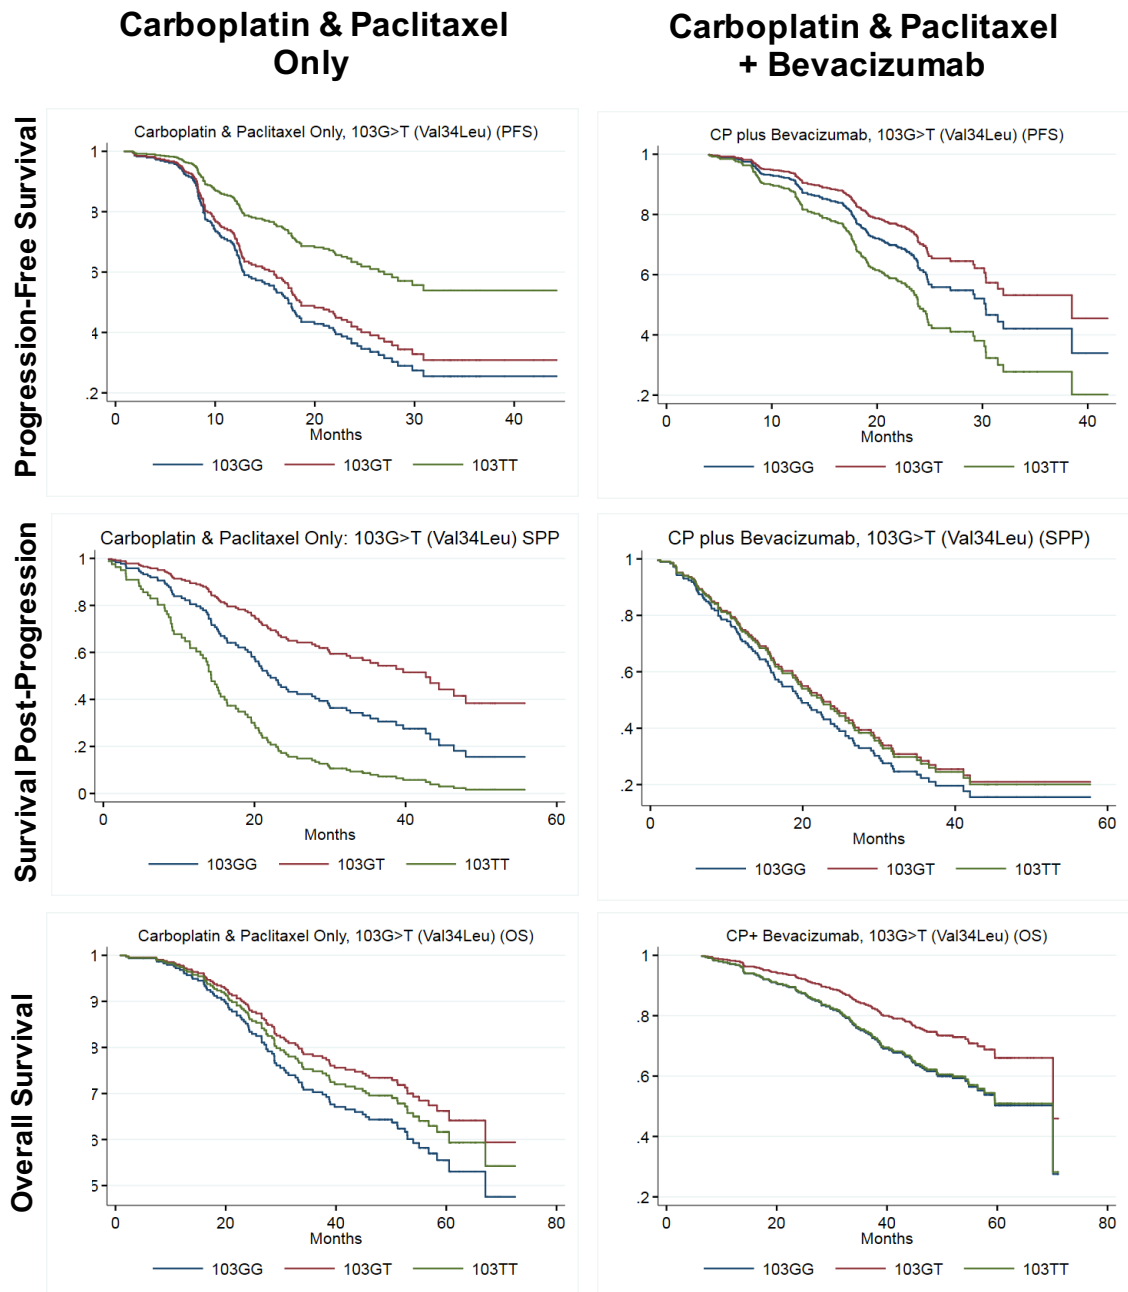 Carboplatin & Paclitaxel
Only
Carboplatin & Paclitaxel
+ Bevacizumab
Progression-Free Survival
Carboplatin & Paclitaxel Only, 103G>T (Val34Leu) (PFS)
1
8
6
4
.2
0 10 20 30 40
Months
103GG 103GT 103TT
CP plus Bevacizumab, 103G>T (Val34Leu) (PFS)
1
.8
.6
.4
.2
0 10 20 30 40
Months
103GG 103GT 103TT
Survival Post-Progression
Carboplatin & Paclitaxel Only: 103G>T (Val34Leu) SPP
1
.8
.6
.4
.2
0
0 20 40 60
Months
103GG 103GT 103TT
CP plus Bevacizumab, 103G>T (Val34Leu) (SPP)
1
.8
.6
.4
.2
0 20 40 60
Months
103GG 103GT 103TT
Overall Survival
Carboplatin & Paclitaxel Only, 103G>T (Val34Leu) (OS)
1
9
8
7
6
5
0 20 40 60 80
Months
103GG 103GT 103TT
CP+ Bevacizumab, 103G>T (Val34Leu) (OS)
1
.8
.6
.4
.2
0 20 40 60 80
Months
103GG 103GT 103TT